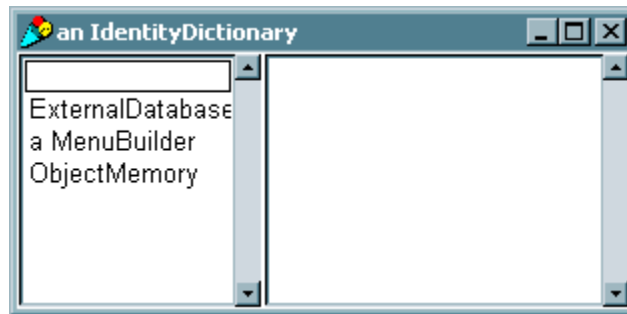 an IdentityDictionary
ExternalDatabase
a MenuBuilder
ObjectMemory